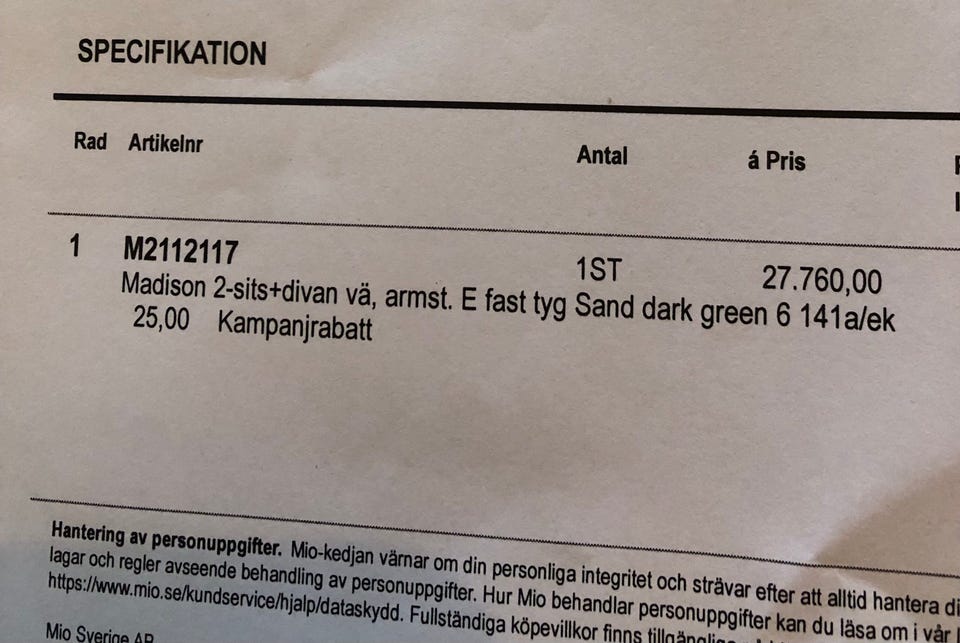 SPECIFIKATION
Rad Artikelnr Antal á Pris
1 M2112117 1ST 27.760,00
Madison 2-sits+divan vä, armst. E fast tyg Sand dark green 6 141a/ek
25,00 Kampanjrabatt
Hantering av personuppgifter. Mio-kedjan värnar om din personliga integritet och strävar efter att alltid hantera
lagar och regler avseende behandling av personuppgifter. Hur Mio behandlar personuppgifter kan du läsa om i vår
https://www.mio.se/kundservice/hjalp/dataskydd. Fullständiga köpevillkor finns
Mio Sverige AB